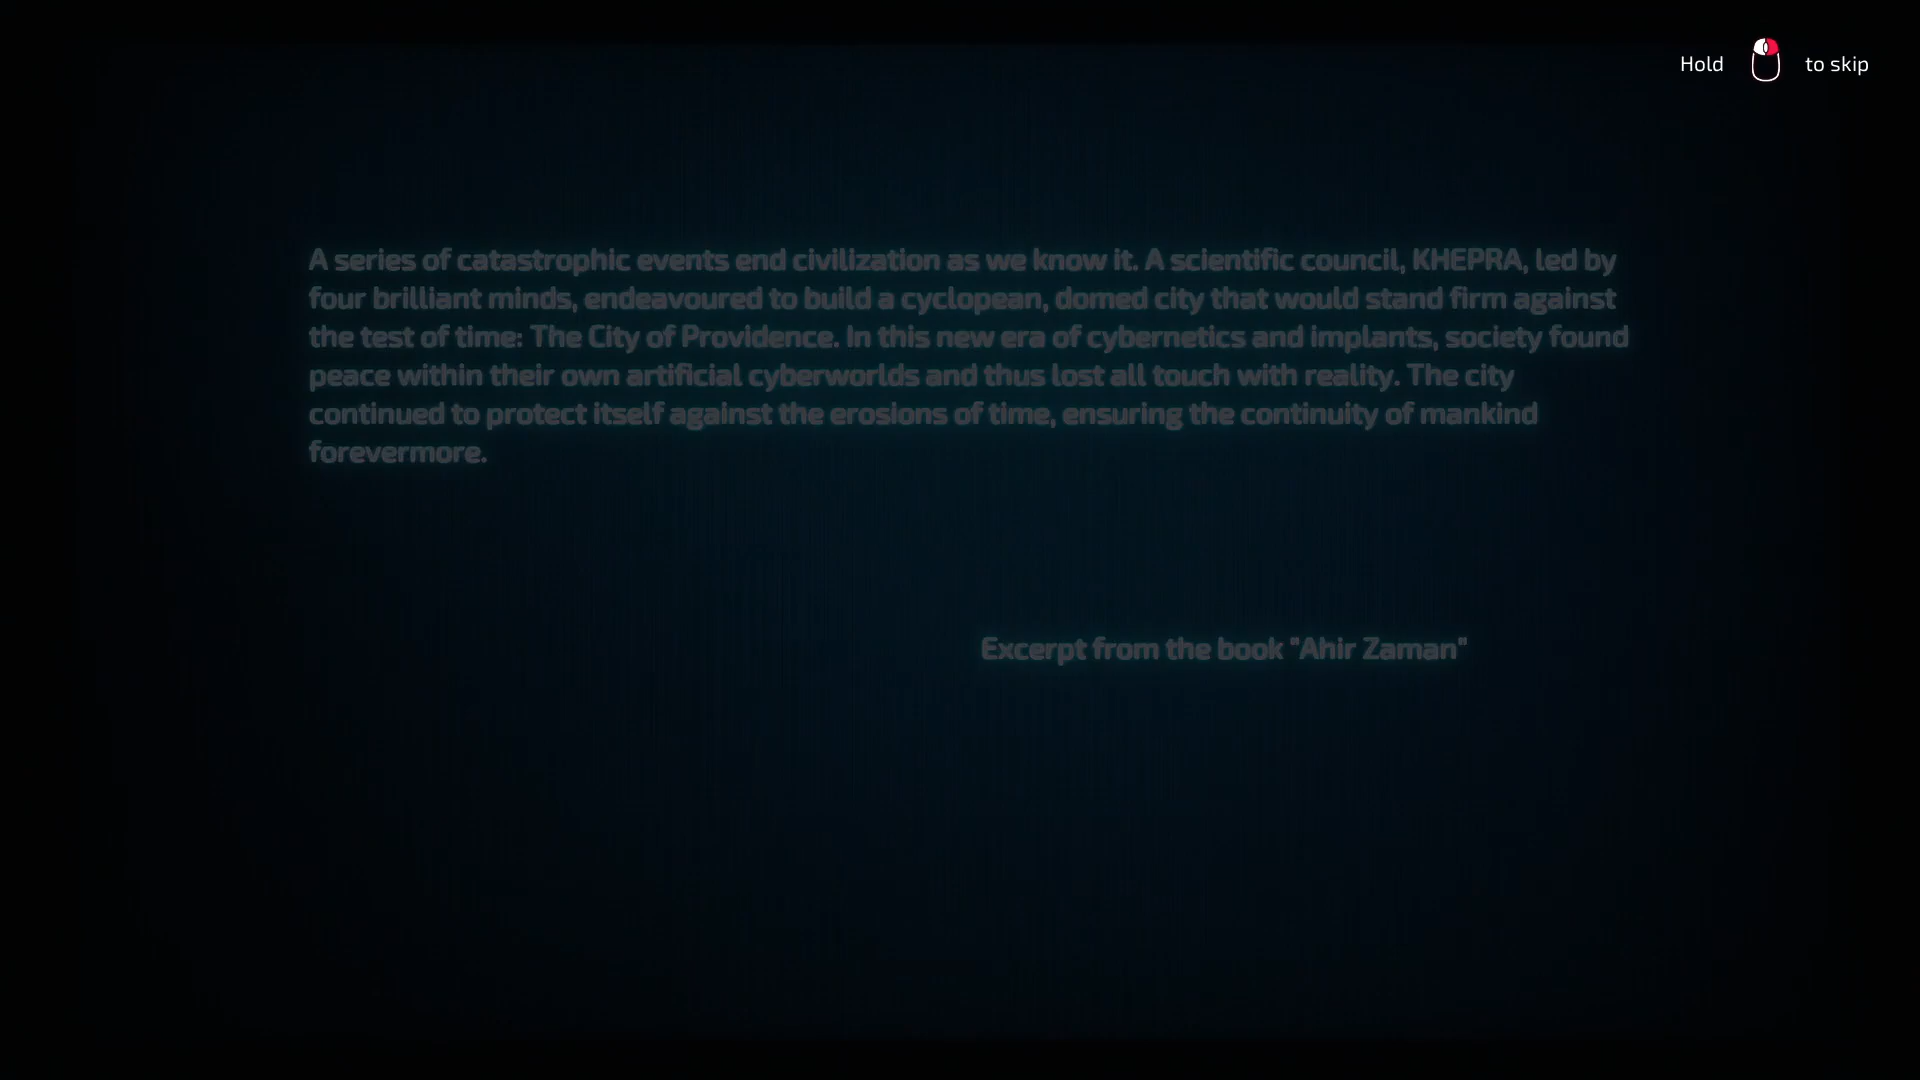 Hold to skip
A series of catastrophic events end civilization as we know it. A scientific council, KHEPRA, led by
four brilliant minds, endeavoured to build a cyclopean, domed city that would stand firm against
the test of time: The City of Providence. In this new era of cybernetics and implants, society found
peace within their own artificial cyberworlds and thus lost all touch with reality. The city
continued to protect itself against the erosions of time, ensuring the continuity of mankind
forevermore.
Excerpt from the book "Ahir Zaman"